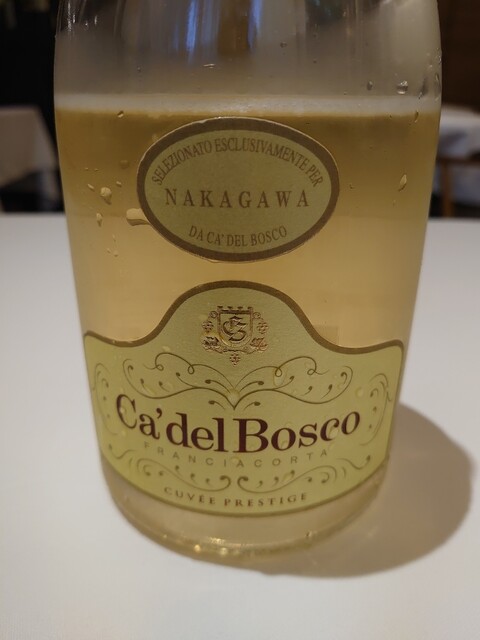 SELEZIONATO ESCLUSIVAMENTE PER
NAKAGAWA
DA CA' DEL BOSCO
Ca'del Bosco
FRANCIACORTA
CUVÉE PRESTIGE